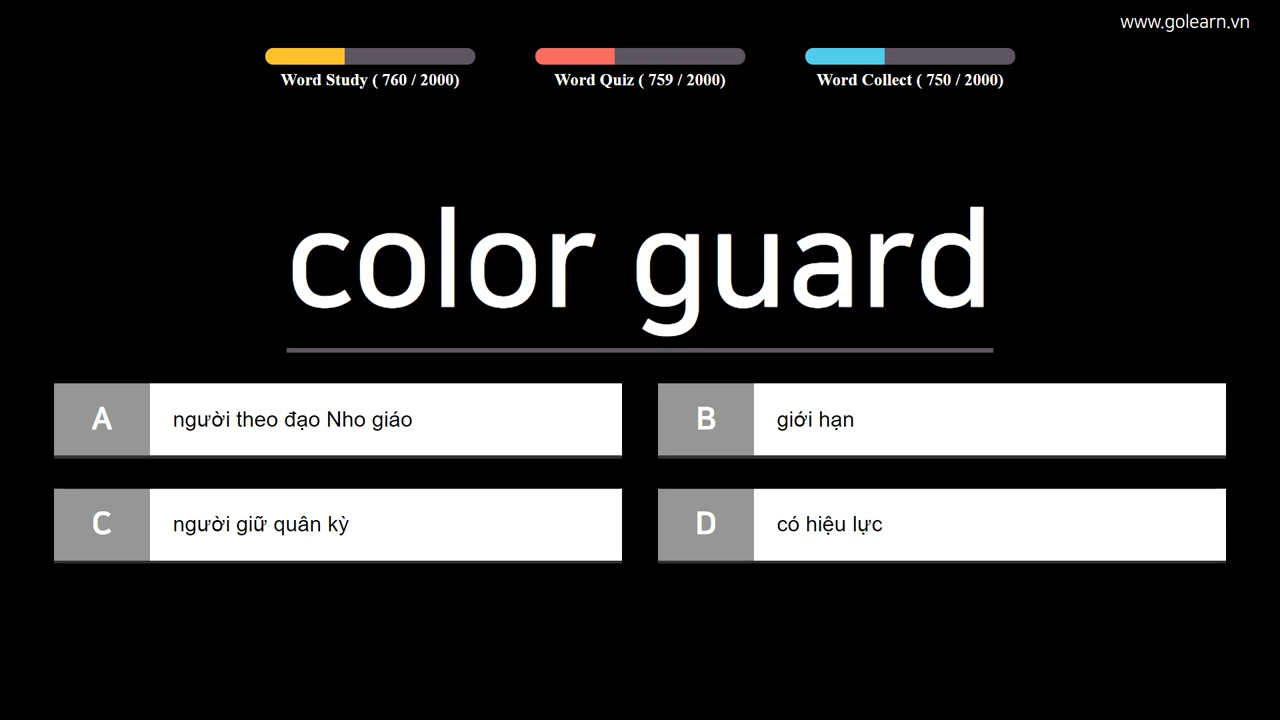 www.golearn.vn
Word Study ( 760 / 2000)
Word Quiz ( 759 / 2000)
Word Collect ( 750 / 2000)
color guard
A
người theo đạo Nho giáo
B
giới hạn
C
người giữ quân kỳ
D
có hiệu lực